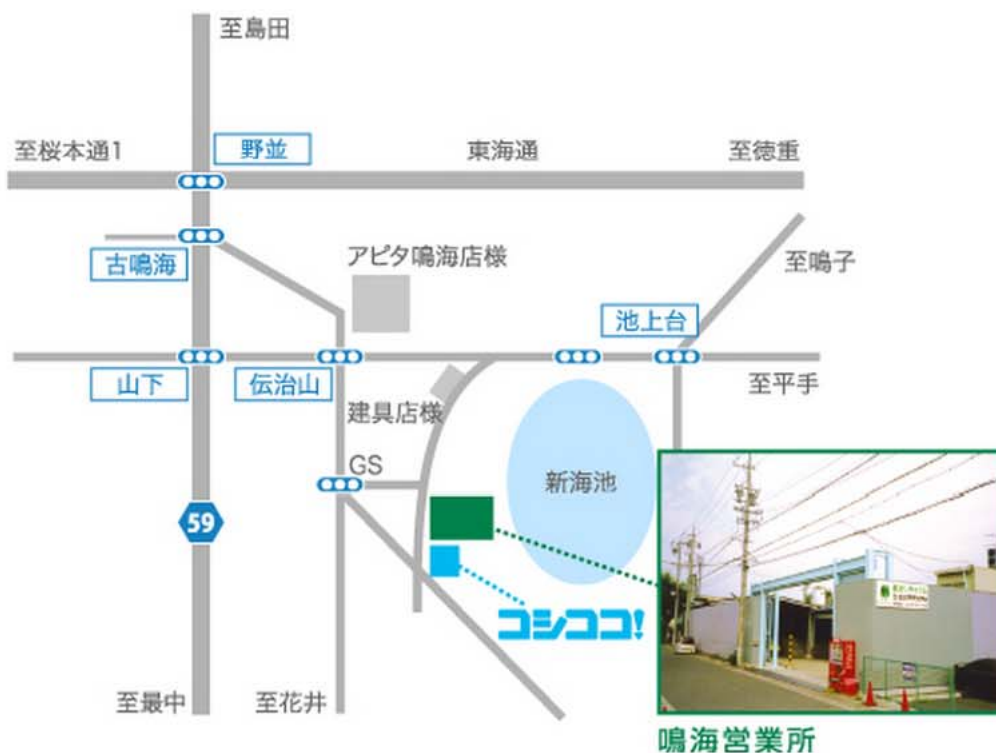 至島田
至桜本通1
野並
東海通
至徳重
古鳴海
アピタ鳴海店様
至鳴子
池上台
山下
伝治山
至平手
建具店様
GS
新海池
59
コシココ!
至最中
至花井
鳴海営業所